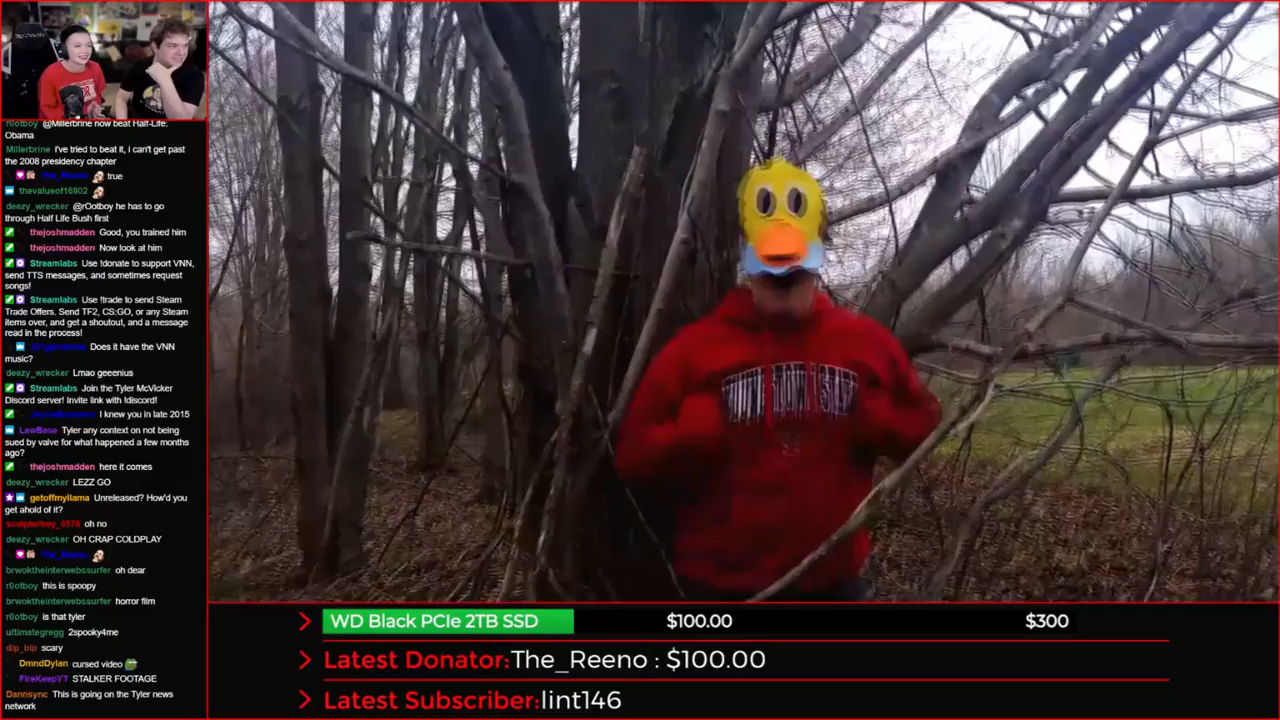 r0otboy @Millerbrine now beat Half-Life:
Obama
Millerbrine I've tried to beat it, i can't get past
the 2008 presidency chapter
The_Reeno true
thevalueof16902
deezy_wrecker @r0otboy he has to go
through Half Life Bush first
thejoshmadden Good, you trained him
thejoshmadden Now look at him
Streamlabs Use !donate to support VNN,
send TTS messages, and sometimes request
songs!
Streamlabs Use !trade to send Steam
Trade Offers. Send TF2, CS:GO, or any Steam
items over, and get a shoutout, and a message
read in the process!
Does it have the VNN
music?
deezy_wrecker Lmao geeenius
Streamlabs Join the Tyler McVicker
Discord server! Invite link with !discord!
I knew you in late 2015
LawBase Tyler any context on not being
sued by valve for what happened a few months
ago?
thejoshmadden here it comes
deezy_wrecker LEZZ GO
getoffmyllama Unreleased? How'd you
get ahold of it?
oh no
deezy_wrecker OH CRAP COLDPLAY
The_Reeno
brwoktheinterwebssurfer oh dear
r0otboy this is spoopy
brwoktheinterwebssurfer horror film
r0otboy is that tyler
ultimategregg 2spooky4me
dip_bip scary
DmndDylan cursed video
FireKeepYT STALKER FOOTAGE
Dannsync This is going on the Tyler news
network
WD Black PCIe 2TB SSD $100.00 $300
Latest Donator:The_Reeno : $100.00
Latest Subscriber:lint146